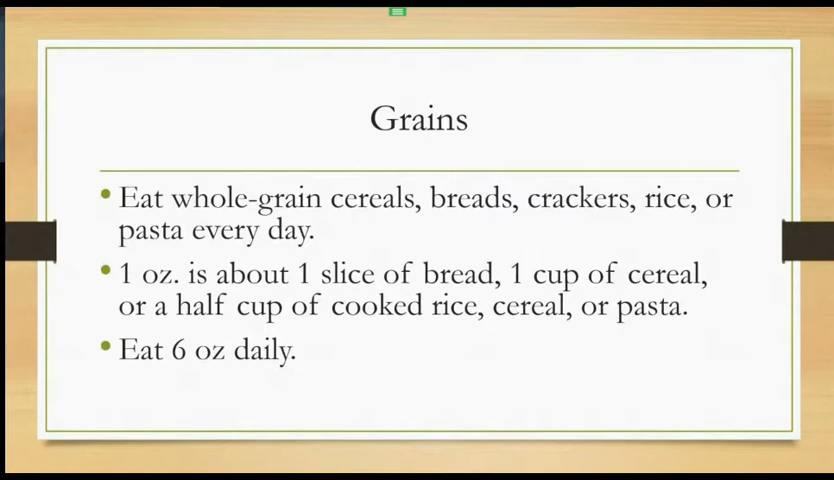 Grains
• Eat whole-grain cereals, breads, crackers, rice, or
pasta every day.
• 1 oz. is about 1 slice of bread, 1 cup of cereal,
or a half cup of cooked rice, cereal, or pasta.
• Eat 6 oz daily.